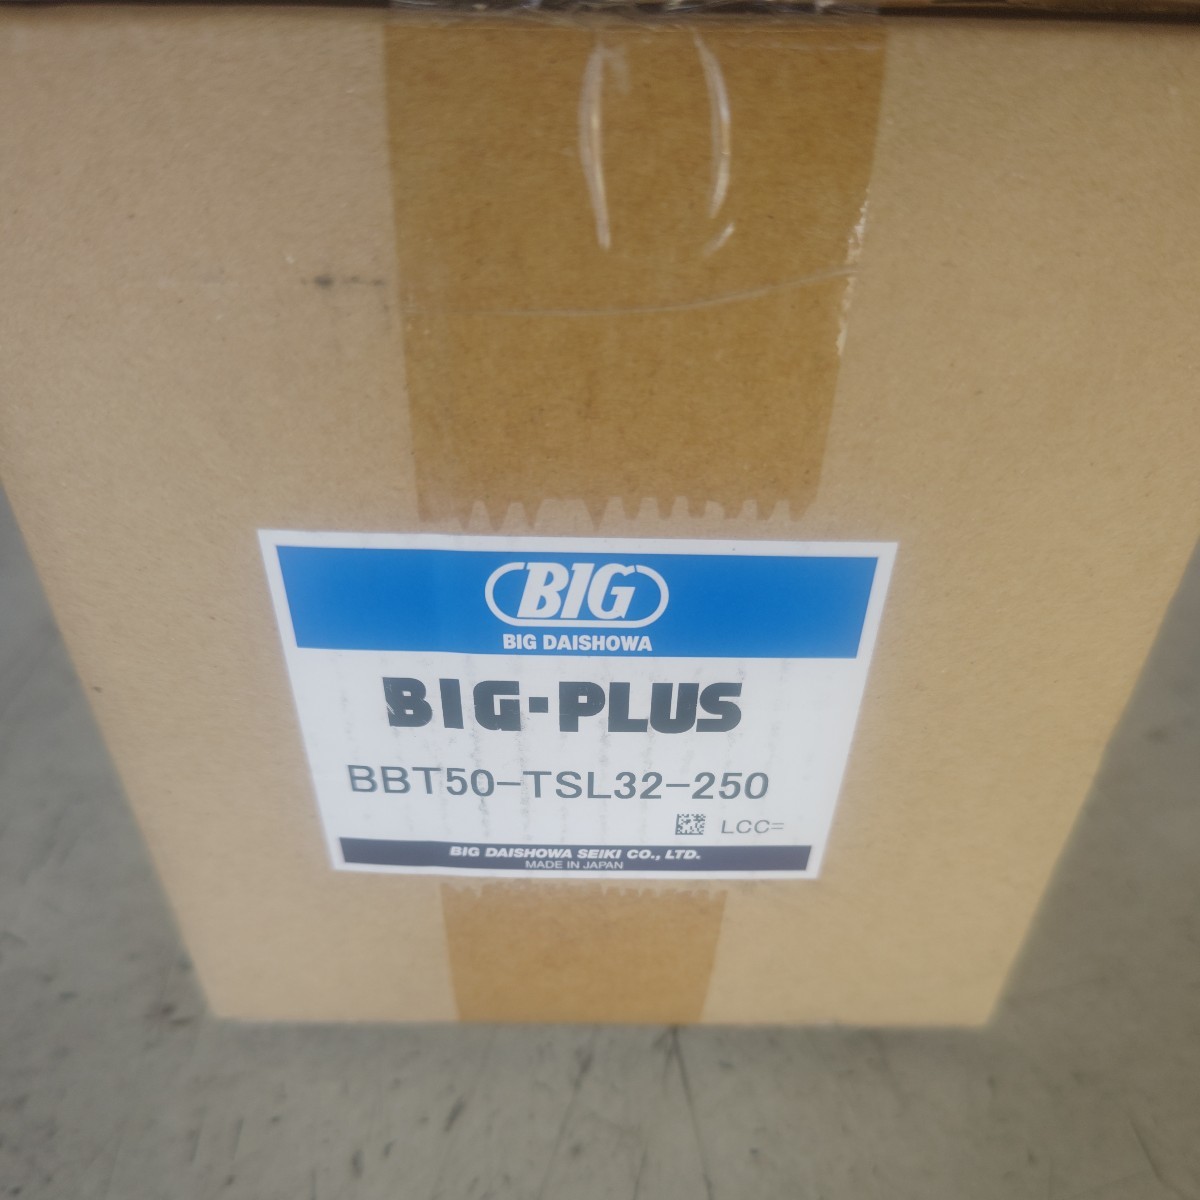 BIG
BIG DAISHOWA
BIG-PLUS
BBT50-TSL32-250
LCC=
BIG DAISHOWA SEIKI CO., LTD.
MADE IN JAPAN